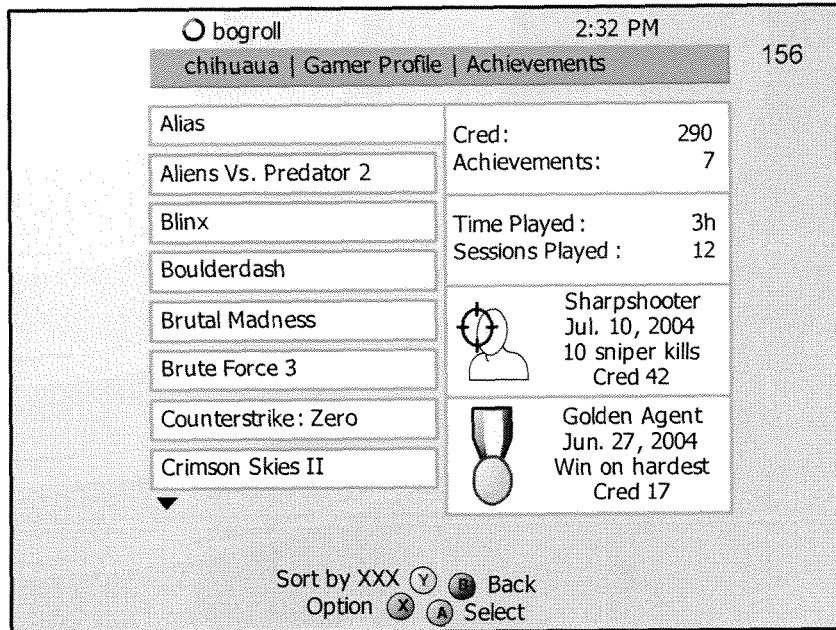 bogroll 2:32 PM
156
chihuaua | Gamer Profile | Achievements
Alias
Aliens Vs. Predator 2
Blinx
Boulderdash
Brutal Madness
Brute Force 3
Counterstrike: Zero
Crimson Skies II
Cred: 290
Achievements: 7
Time Played : 3h
Sessions Played : 12
Sharpshooter
Jul. 10, 2004
10 sniper kills
Cred 42
Golden Agent
Jun. 27, 2004
Win on hardest
Cred 17
Sort by XXX Y B Back
Option X A Select